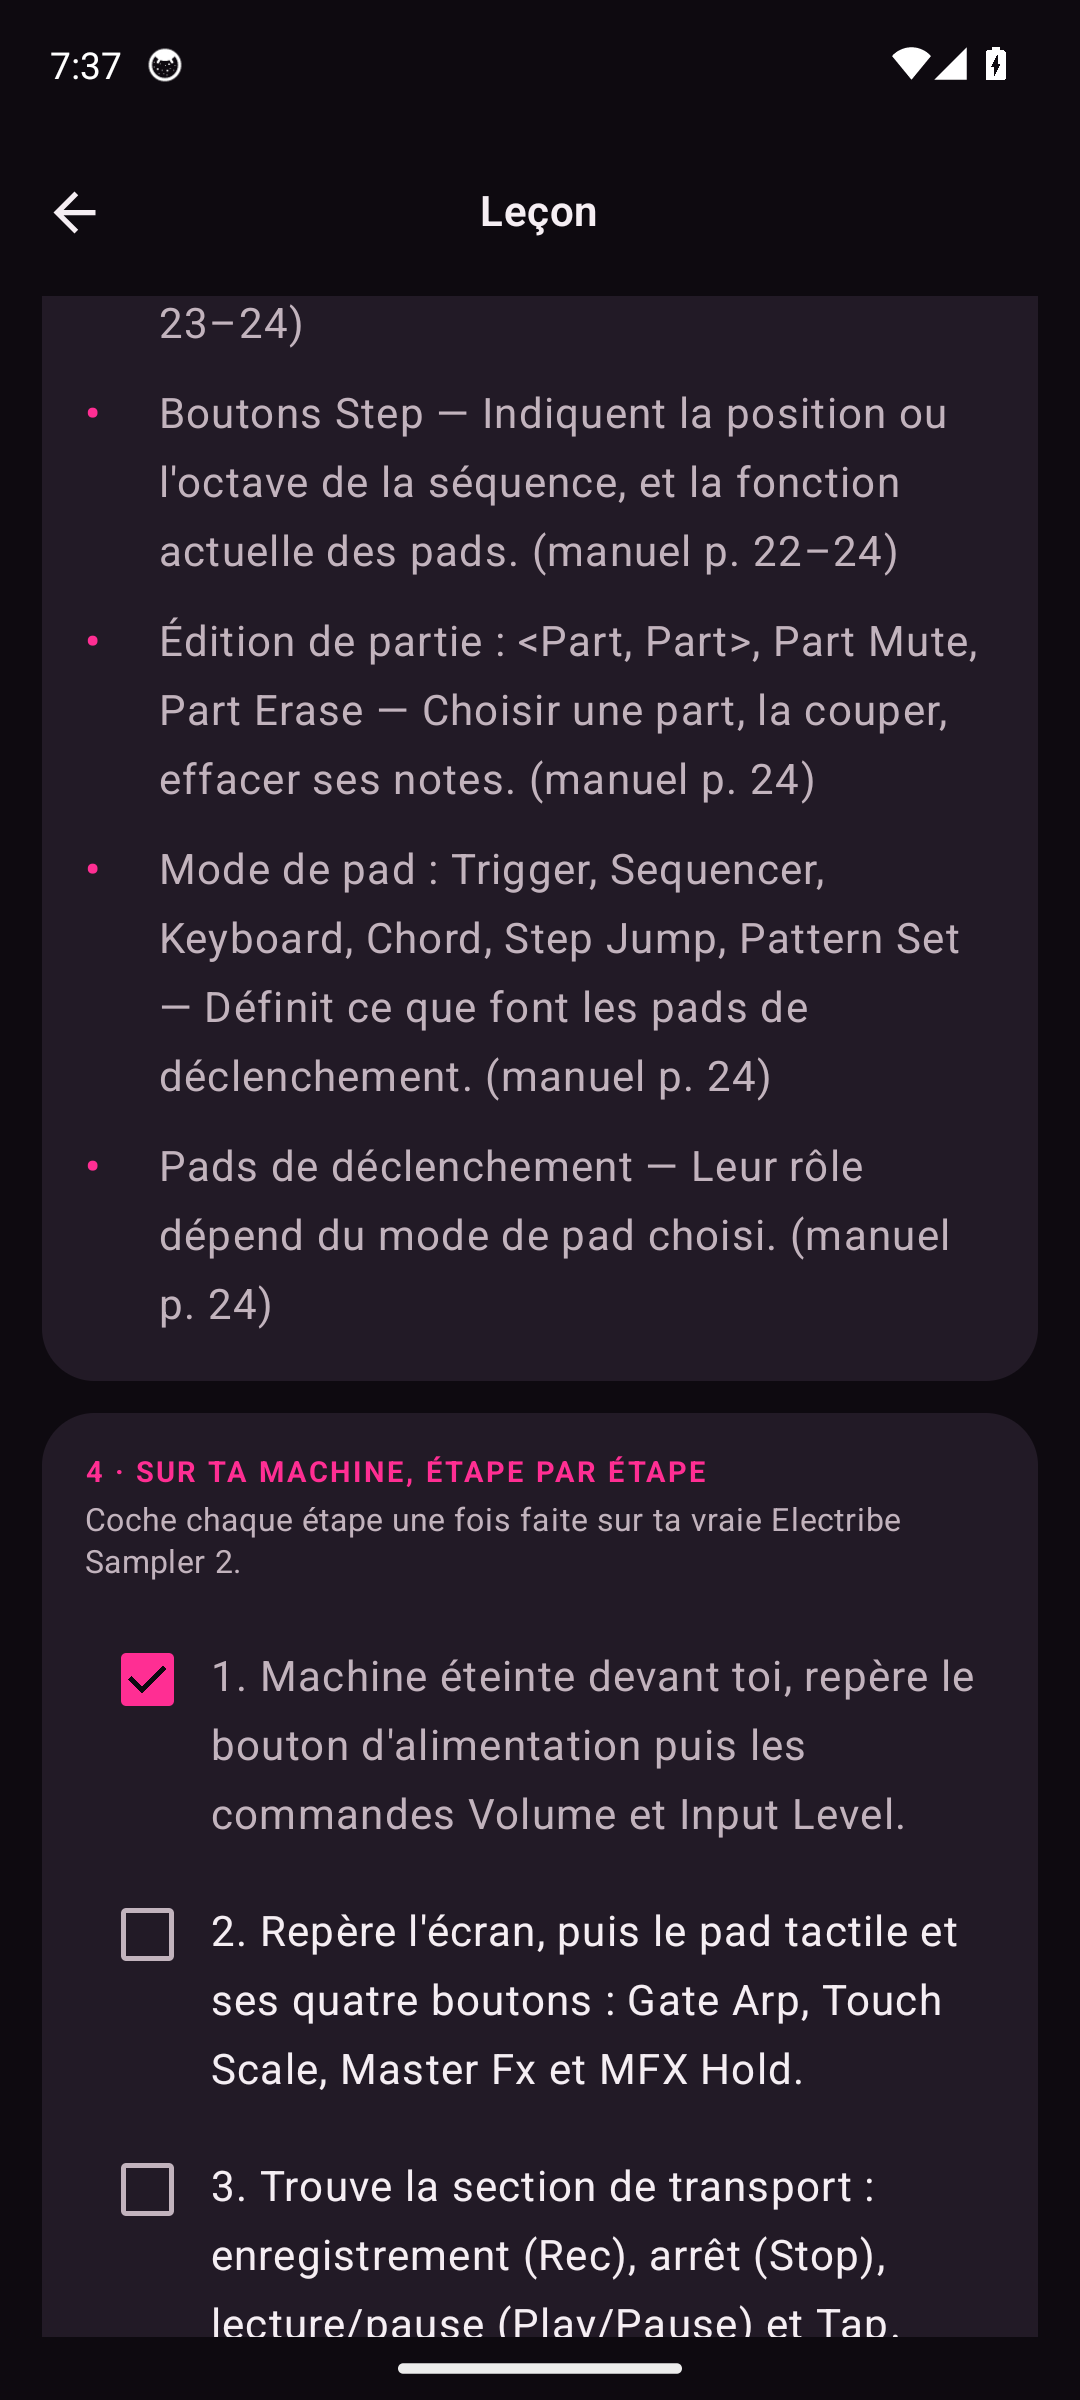 7:37
Leçon
23–24)
• Boutons Step — Indiquent la position ou
l'octave de la séquence, et la fonction
actuelle des pads. (manuel p. 22–24)
• Édition de partie : <Part, Part>, Part Mute,
Part Erase — Choisir une part, la couper,
effacer ses notes. (manuel p. 24)
• Mode de pad : Trigger, Sequencer,
Keyboard, Chord, Step Jump, Pattern Set
— Définit ce que font les pads de
déclenchement. (manuel p. 24)
• Pads de déclenchement — Leur rôle
dépend du mode de pad choisi. (manuel
p. 24)
4 · SUR TA MACHINE, ÉTAPE PAR ÉTAPE
Coche chaque étape une fois faite sur ta vraie Electribe
Sampler 2.
1. Machine éteinte devant toi, repère le
bouton d'alimentation puis les
commandes Volume et Input Level.
2. Repère l'écran, puis le pad tactile et
ses quatre boutons : Gate Arp, Touch
Scale, Master Fx et MFX Hold.
3. Trouve la section de transport :
enregistrement (Rec), arrêt (Stop),
lecture/pause (Play/Pause) et Tap.